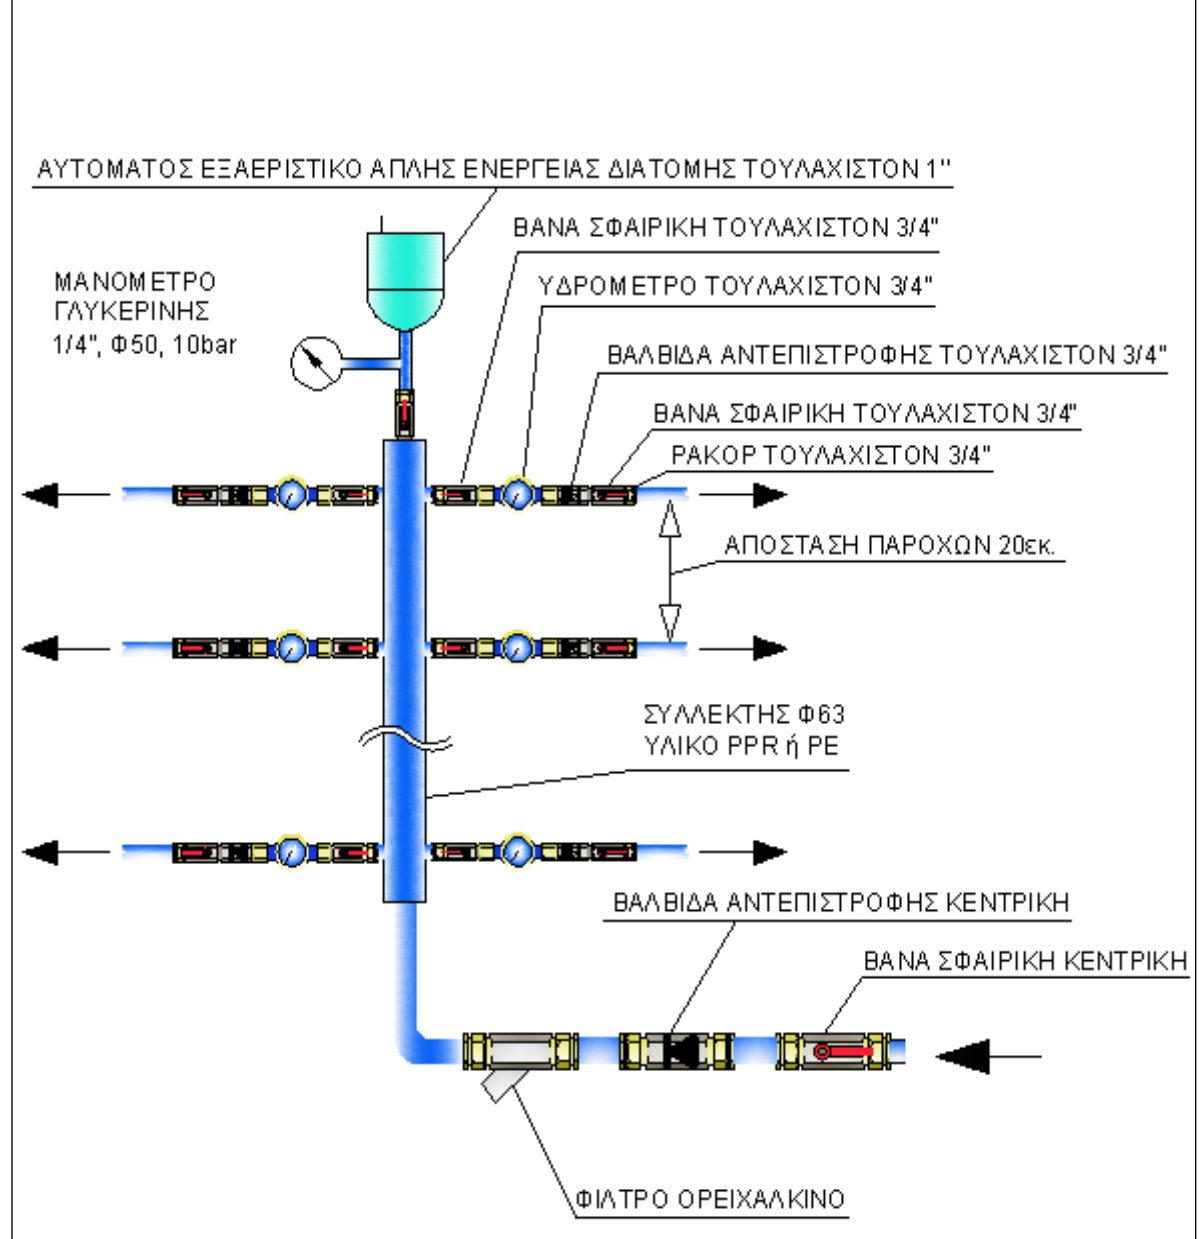 ΑΥΤΟΜΑΤΟΣ ΕΞΑΕΡΙΣΤΙΚΟ ΑΠΛΗΣ ΕΝΕΡΓΕΙΑΣ ΔΙΑΤΟΜΗΣ ΤΟΥΛΑΧΙΣΤΟΝ 1"
ΒΑΝΑ ΣΦΑΙΡΙΚΗ ΤΟΥΛΑΧΙΣΤΟΝ 3/4"
ΜΑΝΟΜΕΤΡΟ
ΓΛΥΚΕΡΙΝΗΣ
1/4", Φ50, 10bar
ΥΔΡΟΜΕΤΡΟ ΤΟΥΛΑΧΙΣΤΟΝ 3/4"
ΒΑΛΒΙΔΑ ΑΝΤΕΠΙΣΤΡΟΦΗΣ ΤΟΥΛΑΧΙΣΤΟΝ 3/4"
ΒΑΝΑ ΣΦΑΙΡΙΚΗ ΤΟΥΛΑΧΙΣΤΟΝ 3/4"
ΡΑΚΟΡ ΤΟΥΛΑΧΙΣΤΟΝ 3/4"
ΑΠΟΣΤΑΣΗ ΠΑΡΟΧΩΝ 20εκ.
ΣΥΛΛΕΚΤΗΣ Φ63
ΥΛΙΚΟ PPR ή PE
ΒΑΛΒΙΔΑ ΑΝΤΕΠΙΣΤΡΟΦΗΣ ΚΕΝΤΡΙΚΗ
ΒΑΝΑ ΣΦΑΙΡΙΚΗ ΚΕΝΤΡΙΚΗ
ΦΙΛΤΡΟ ΟΡΕΙΧΑΛΚΙΝΟ